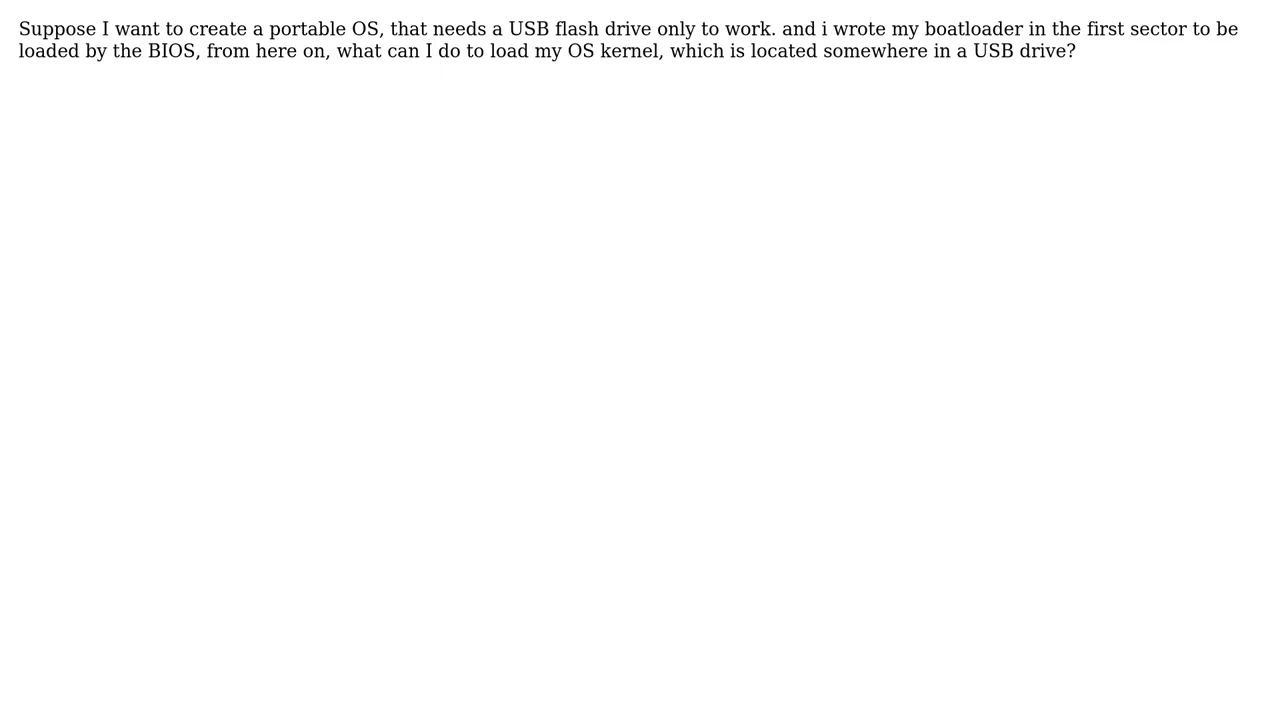 Suppose I want to create a portable OS, that needs a USB flash drive only to work. and i wrote my boatloader in the first sector to be
loaded by the BIOS, from here on, what can I do to load my OS kernel, which is located somewhere in a USB drive?